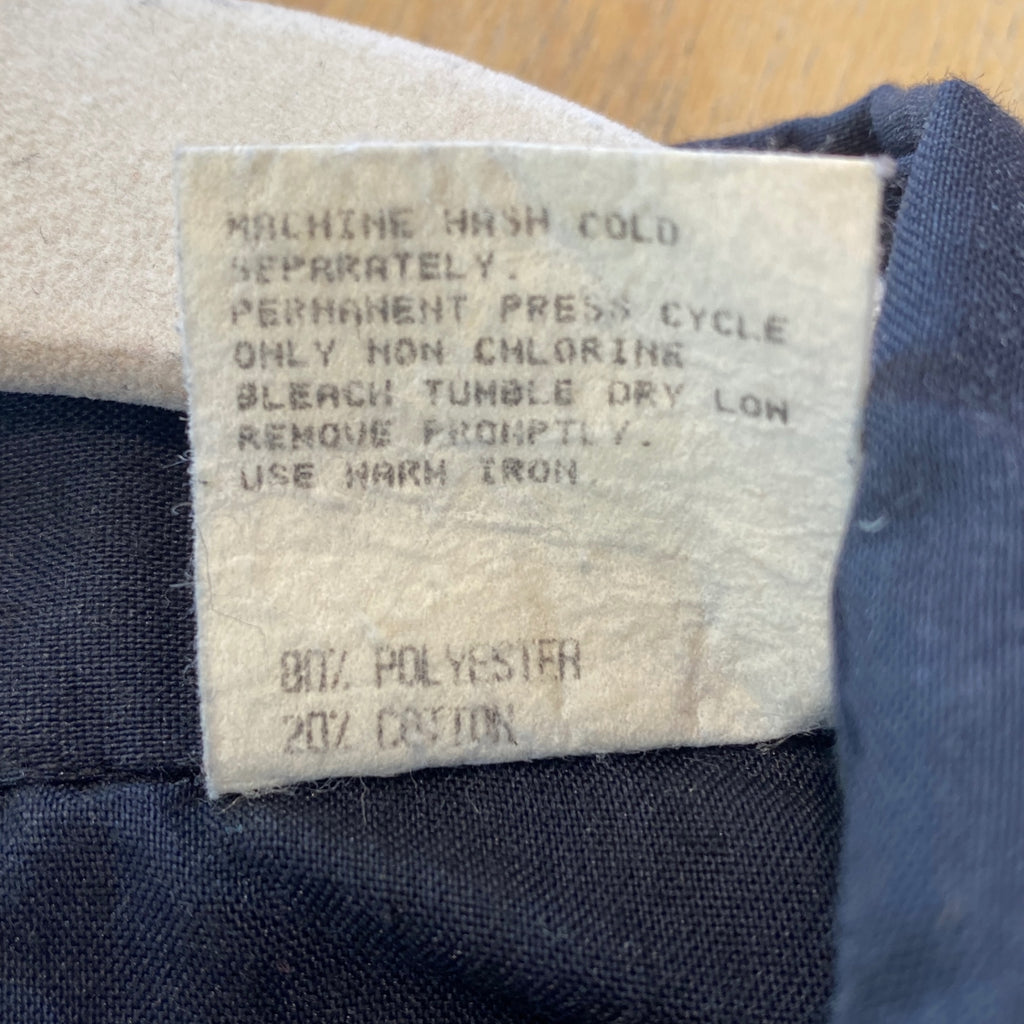 MACHINE WASH COLD
SEPARATELY.
PERMANENT PRESS CYCLE
ONLY NON CHLORINE
BLEACH TUMBLE DRY LOW
REMOVE PROMPTLY.
USE WARM IRON.
80% POLYESTER
20% COTTON